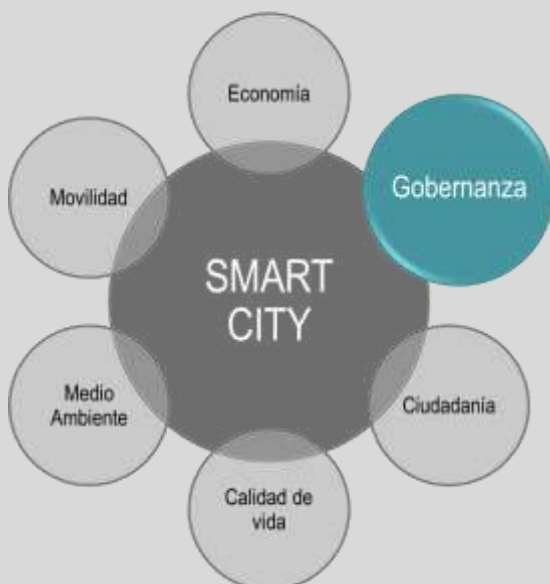 Economía
Gobernanza
Movilidad
SMART
CITY
Medio
Ambiente
Ciudadanía
Calidad de
vida